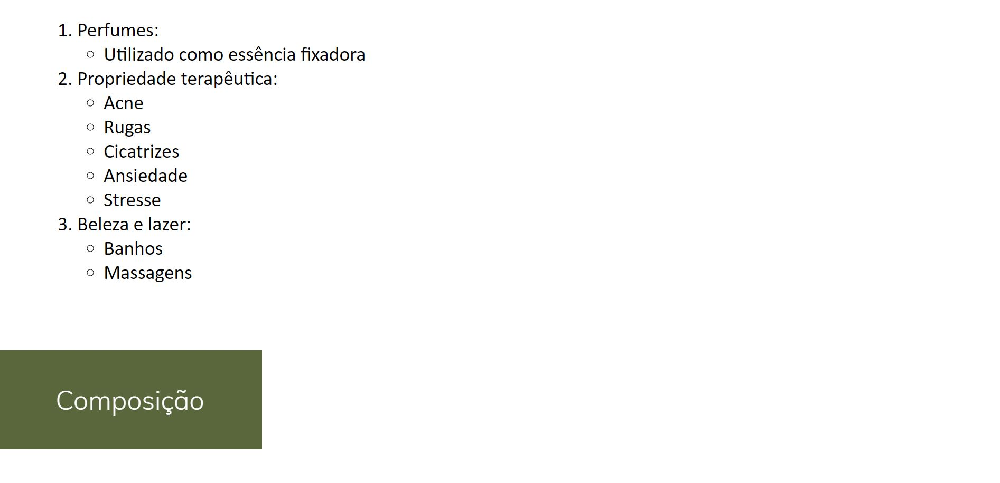 1. Perfumes:
○ Utilizado como essência fixadora
2. Propriedade terapêutica:
○ Acne
○ Rugas
○ Cicatrizes
○ Ansiedade
○ Stresse
3. Beleza e lazer:
○ Banhos
○ Massagens
Composição